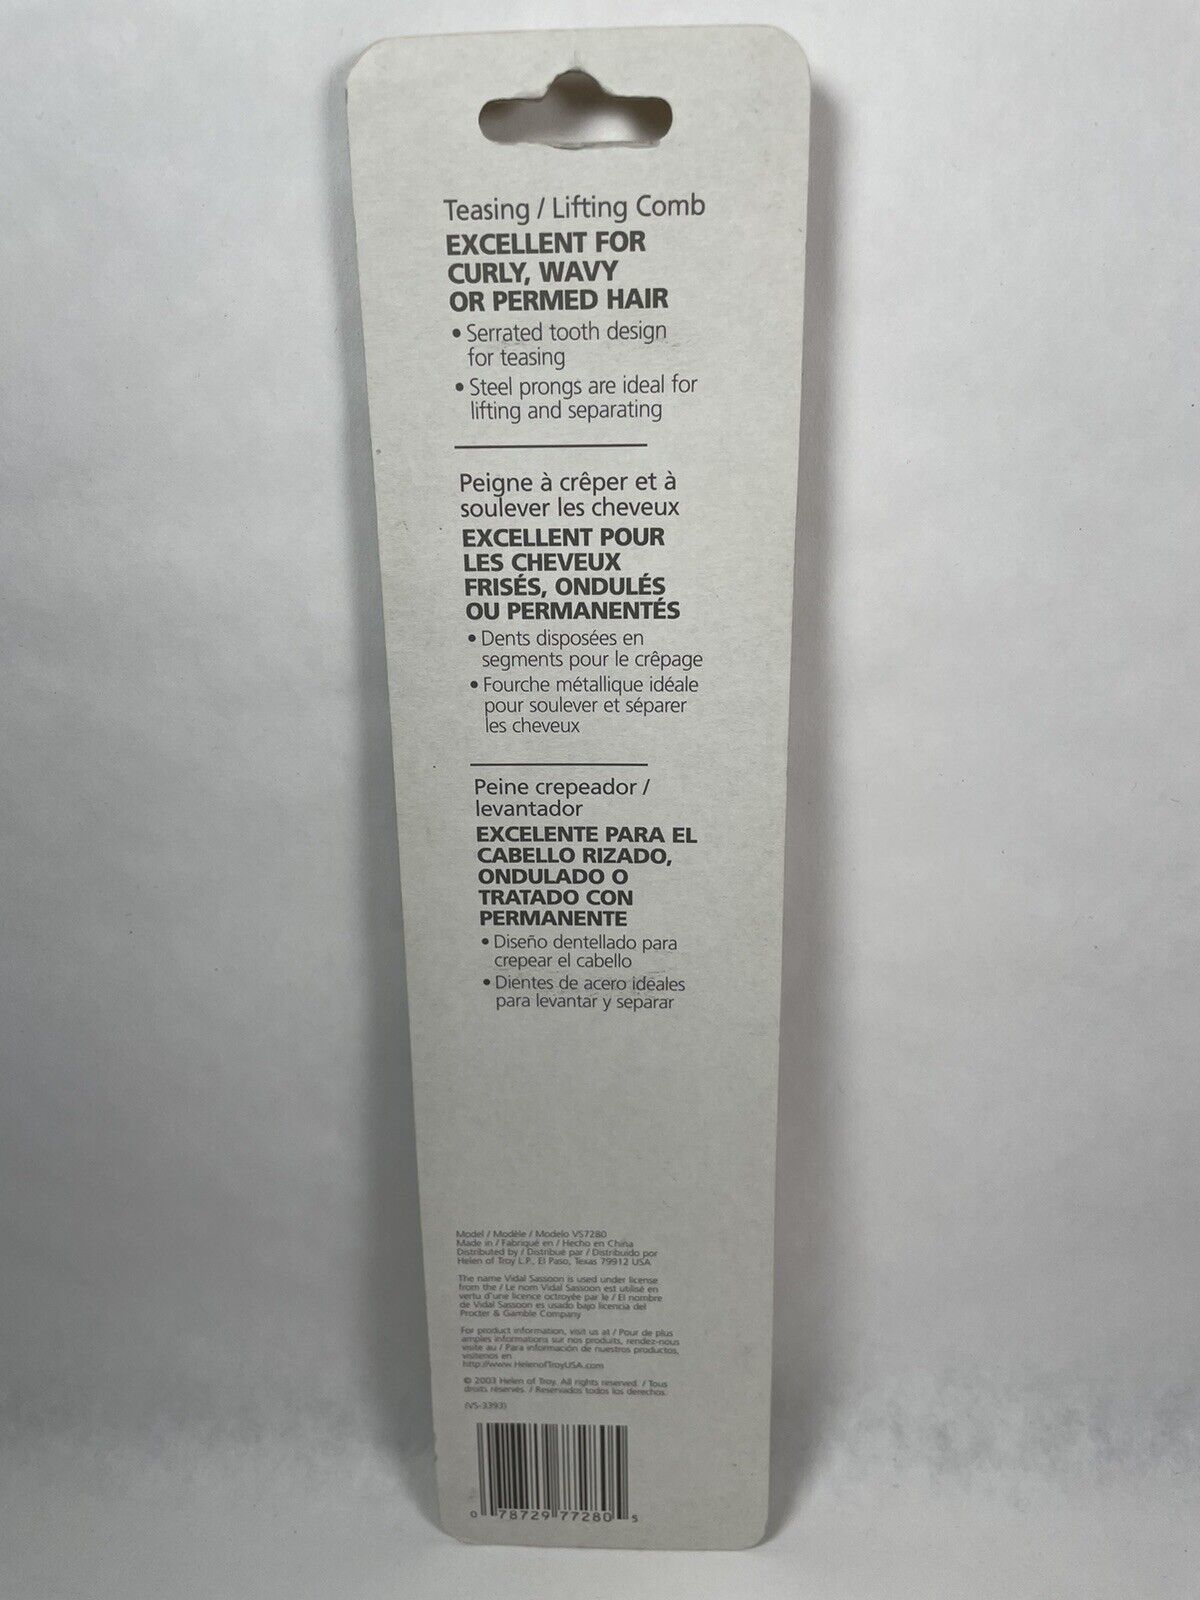 Teasing / Lifting Comb
EXCELLENT FOR
CURLY, WAVY
OR PERMED HAIR
• Serrated tooth design
for teasing
• Steel prongs are ideal for
lifting and separating
Peigne à crêper et à
soulever les cheveux
EXCELLENT POUR
LES CHEVEUX
FRISÉS, ONDULÉS
OU PERMANENTÉS
• Dents disposées en
segments pour le crêpage
• Fourche métallique idéale
pour soulever et séparer
les cheveux
Peine crepeador /
levantador
EXCELENTE PARA EL
CABELLO RIZADO,
ONDULADO O
TRATADO CON
PERMANENTE
• Diseño dentellado para
crepear el cabello
• Dientes de acero ideales
para levantar y separar
Model / Modèle / Modelo VS7280
Made in / Fabriqué en / Hecho en China
Distributed by / Distribué par / Distribuido por
Helen of Troy L.P., El Paso, Texas 79912 USA
The name Vidal Sassoon is used under license
from the / Le nom Vidal Sassoon est utilisé en
vertu d'une licence octroyée par le / El nombre
de Vidal Sassoon es usado bajo licencia del
Procter & Gamble Company
For product information, visit us at / Pour de plus
amples informations sur nos produits, rendez-nous
visite au / Para información de nuestros productos,
visítenos en
http://www.HelenofTroyUSA.com
© 2003 Helen of Troy. All rights reserved. / Tous
droits réservés. / Reservados todos los derechos.
(VS-3393)
0 78729 77280 5